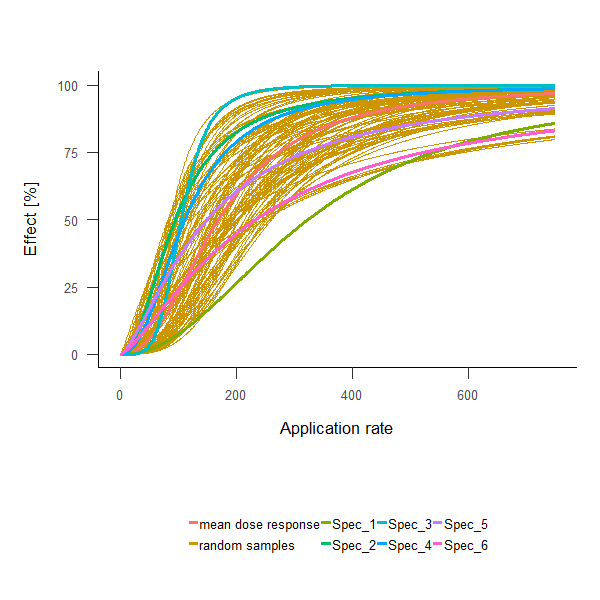 100
75
50
25
0
Effect [%]
0 200 400 600
Application rate
mean dose response Spec_1 Spec_3 Spec_5
random samples Spec_2 Spec_4 Spec_6